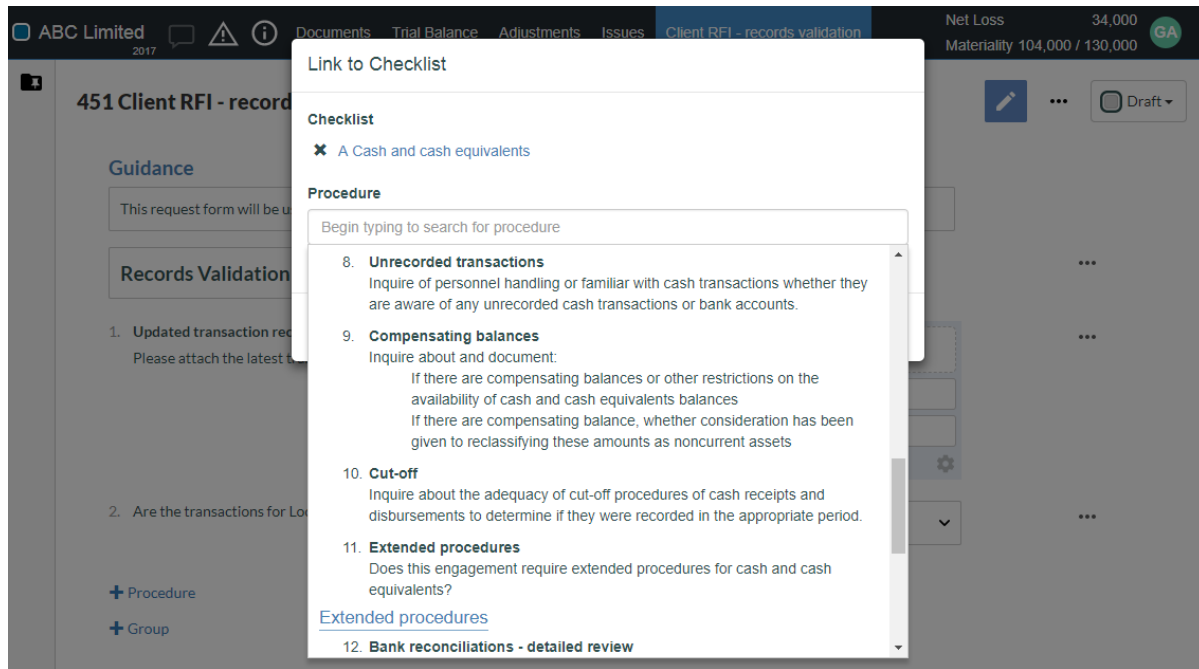 ABC Limited
2017
Documents Trial Balance Adjustments Issues Client RFI - records validation
Net Loss 34,000
Materiality 104,000 / 130,000
GA
451 Client RFI - record
Draft
Guidance
This request form will be u
Records Validation
1. Updated transaction rec
Please attach the latest t
2. Are the transactions for Lo
Procedure
Group
Link to Checklist
Checklist
A Cash and cash equivalents
Procedure
Begin typing to search for procedure
8. Unrecorded transactions
Inquire of personnel handling or familiar with cash transactions whether they
are aware of any unrecorded cash transactions or bank accounts.
9. Compensating balances
Inquire about and document:
If there are compensating balances or other restrictions on the
availability of cash and cash equivalents balances
If there are compensating balance, whether consideration has been
given to reclassifying these amounts as noncurrent assets
10. Cut-off
Inquire about the adequacy of cut-off procedures of cash receipts and
disbursements to determine if they were recorded in the appropriate period.
11. Extended procedures
Does this engagement require extended procedures for cash and cash
equivalents?
Extended procedures
12. Bank reconciliations - detailed review